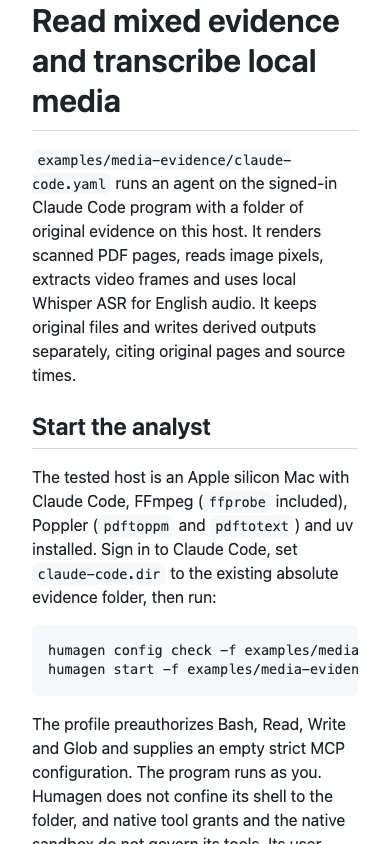 Read mixed evidence
and transcribe local
media
examples/media-evidence/claude-
code.yaml runs an agent on the signed-in
Claude Code program with a folder of
original evidence on this host. It renders
scanned PDF pages, reads image pixels,
extracts video frames and uses local
Whisper ASR for English audio. It keeps
original files and writes derived outputs
separately, citing original pages and source
times.
Start the analyst
The tested host is an Apple silicon Mac with
Claude Code, FFmpeg ( ffprobe included),
Poppler ( pdftoppm and pdftotext ) and uv
installed. Sign in to Claude Code, set
claude-code.dir to the existing absolute
evidence folder, then run:
humagen config check -f examples/media
humagen start -f examples/media-eviden
The profile preauthorizes Bash, Read, Write
and Glob and supplies an empty strict MCP
configuration. The program runs as you.
Humagen does not confine its shell to the
folder, and native tool grants and the native
sandbox do not govern its tools. Its user